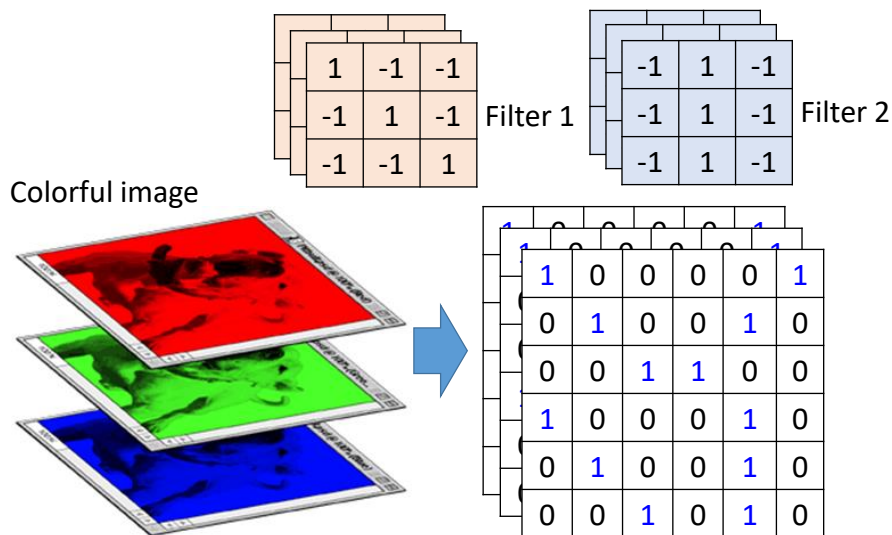 1 -1 -1
-1 1 -1
-1 -1 1
Filter 1
-1 1 -1
-1 1 -1
-1 1 -1
Filter 2
Colorful image
1 0 0 0 0 1
0 1 0 0 1 0
0 0 1 1 0 0
1 0 0 0 1 0
0 1 0 0 1 0
0 0 1 0 1 0